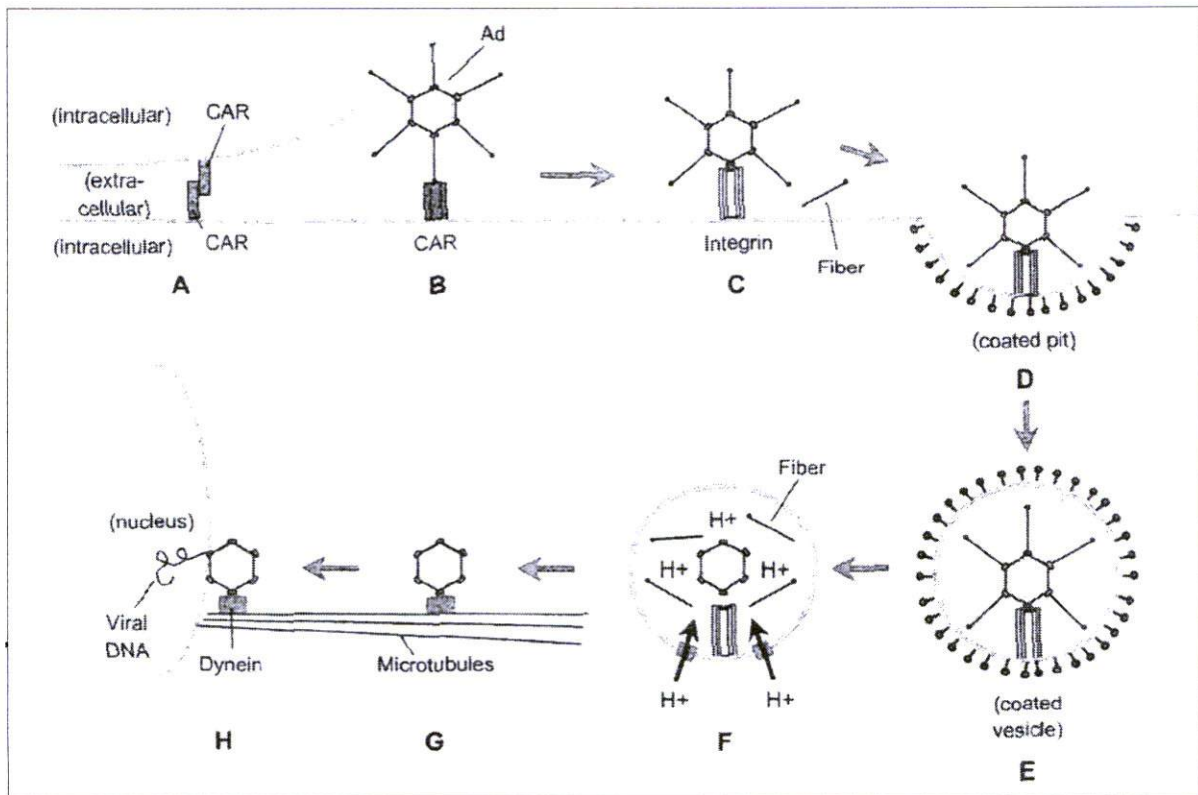 Ad
(intracellular)
CAR
(extra-
cellular)
(intracellular)
CAR
A
CAR
B
Integrin
C
Fiber
(coated pit)
D
(nucleus)
Viral
DNA
Dynein
H
Microtubules
G
Fiber
H+
H+
H+
H+
H+
F
(coated
vesicle)
E